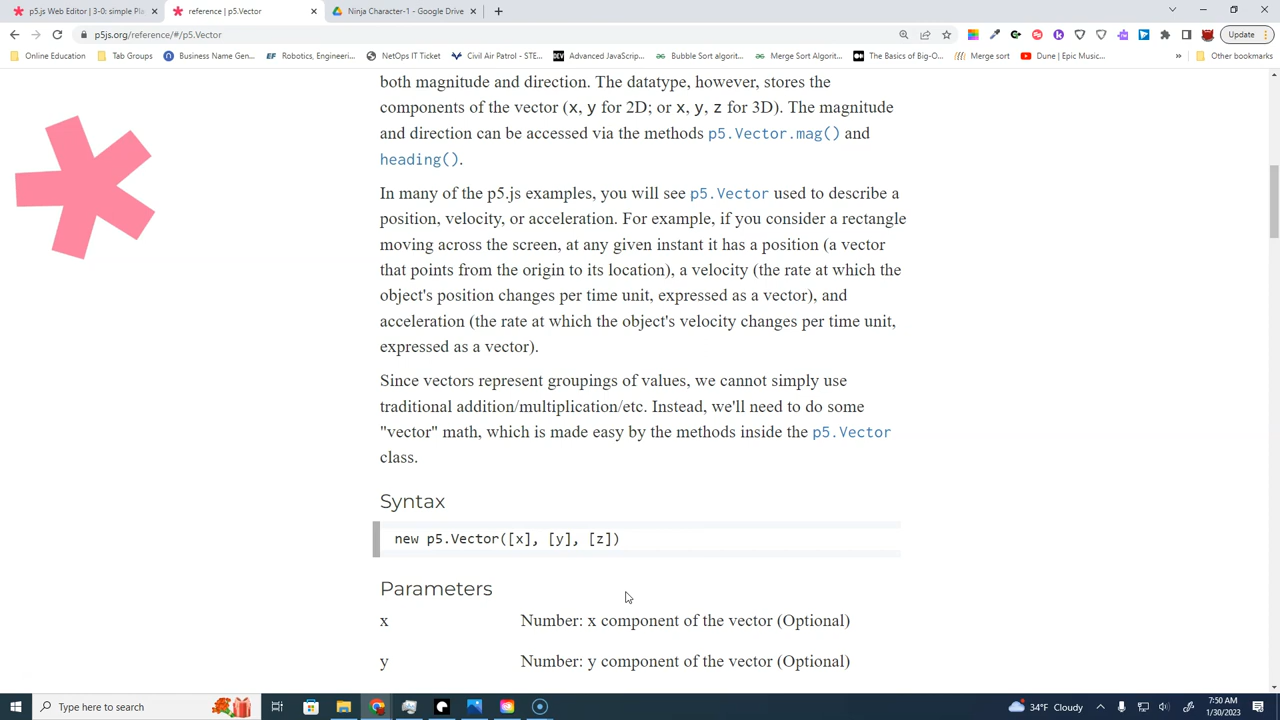 p5.js Web Editor | 3-0: simple Pla
reference | p5.Vector
Ninja Character-1 - Google Drive
p5js.org/reference/#/p5.Vector
Update
Online Education
Tab Groups
Business Name Gen...
Robotics, Engineeri...
NetOps IT Ticket
Civil Air Patrol - STE...
Advanced JavaScrip...
Bubble Sort algorit...
Merge Sort Algorit...
The Basics of Big-O...
Merge sort
Dune | Epic Music...
Other bookmarks
both magnitude and direction. The datatype, however, stores the
components of the vector (x, y for 2D; or x, y, z for 3D). The magnitude
and direction can be accessed via the methods p5.Vector.mag() and
heading().
In many of the p5.js examples, you will see p5.Vector used to describe a
position, velocity, or acceleration. For example, if you consider a rectangle
moving across the screen, at any given instant it has a position (a vector
that points from the origin to its location), a velocity (the rate at which the
object's position changes per time unit, expressed as a vector), and
acceleration (the rate at which the object's velocity changes per time unit,
expressed as a vector).
Since vectors represent groupings of values, we cannot simply use
traditional addition/multiplication/etc. Instead, we'll need to do some
"vector" math, which is made easy by the methods inside the p5.Vector
class.
Syntax
new p5.Vector([x], [y], [z])
Parameters
x Number: x component of the vector (Optional)
y Number: y component of the vector (Optional)
Type here to search
34°F Cloudy
7:50 AM
1/30/2023